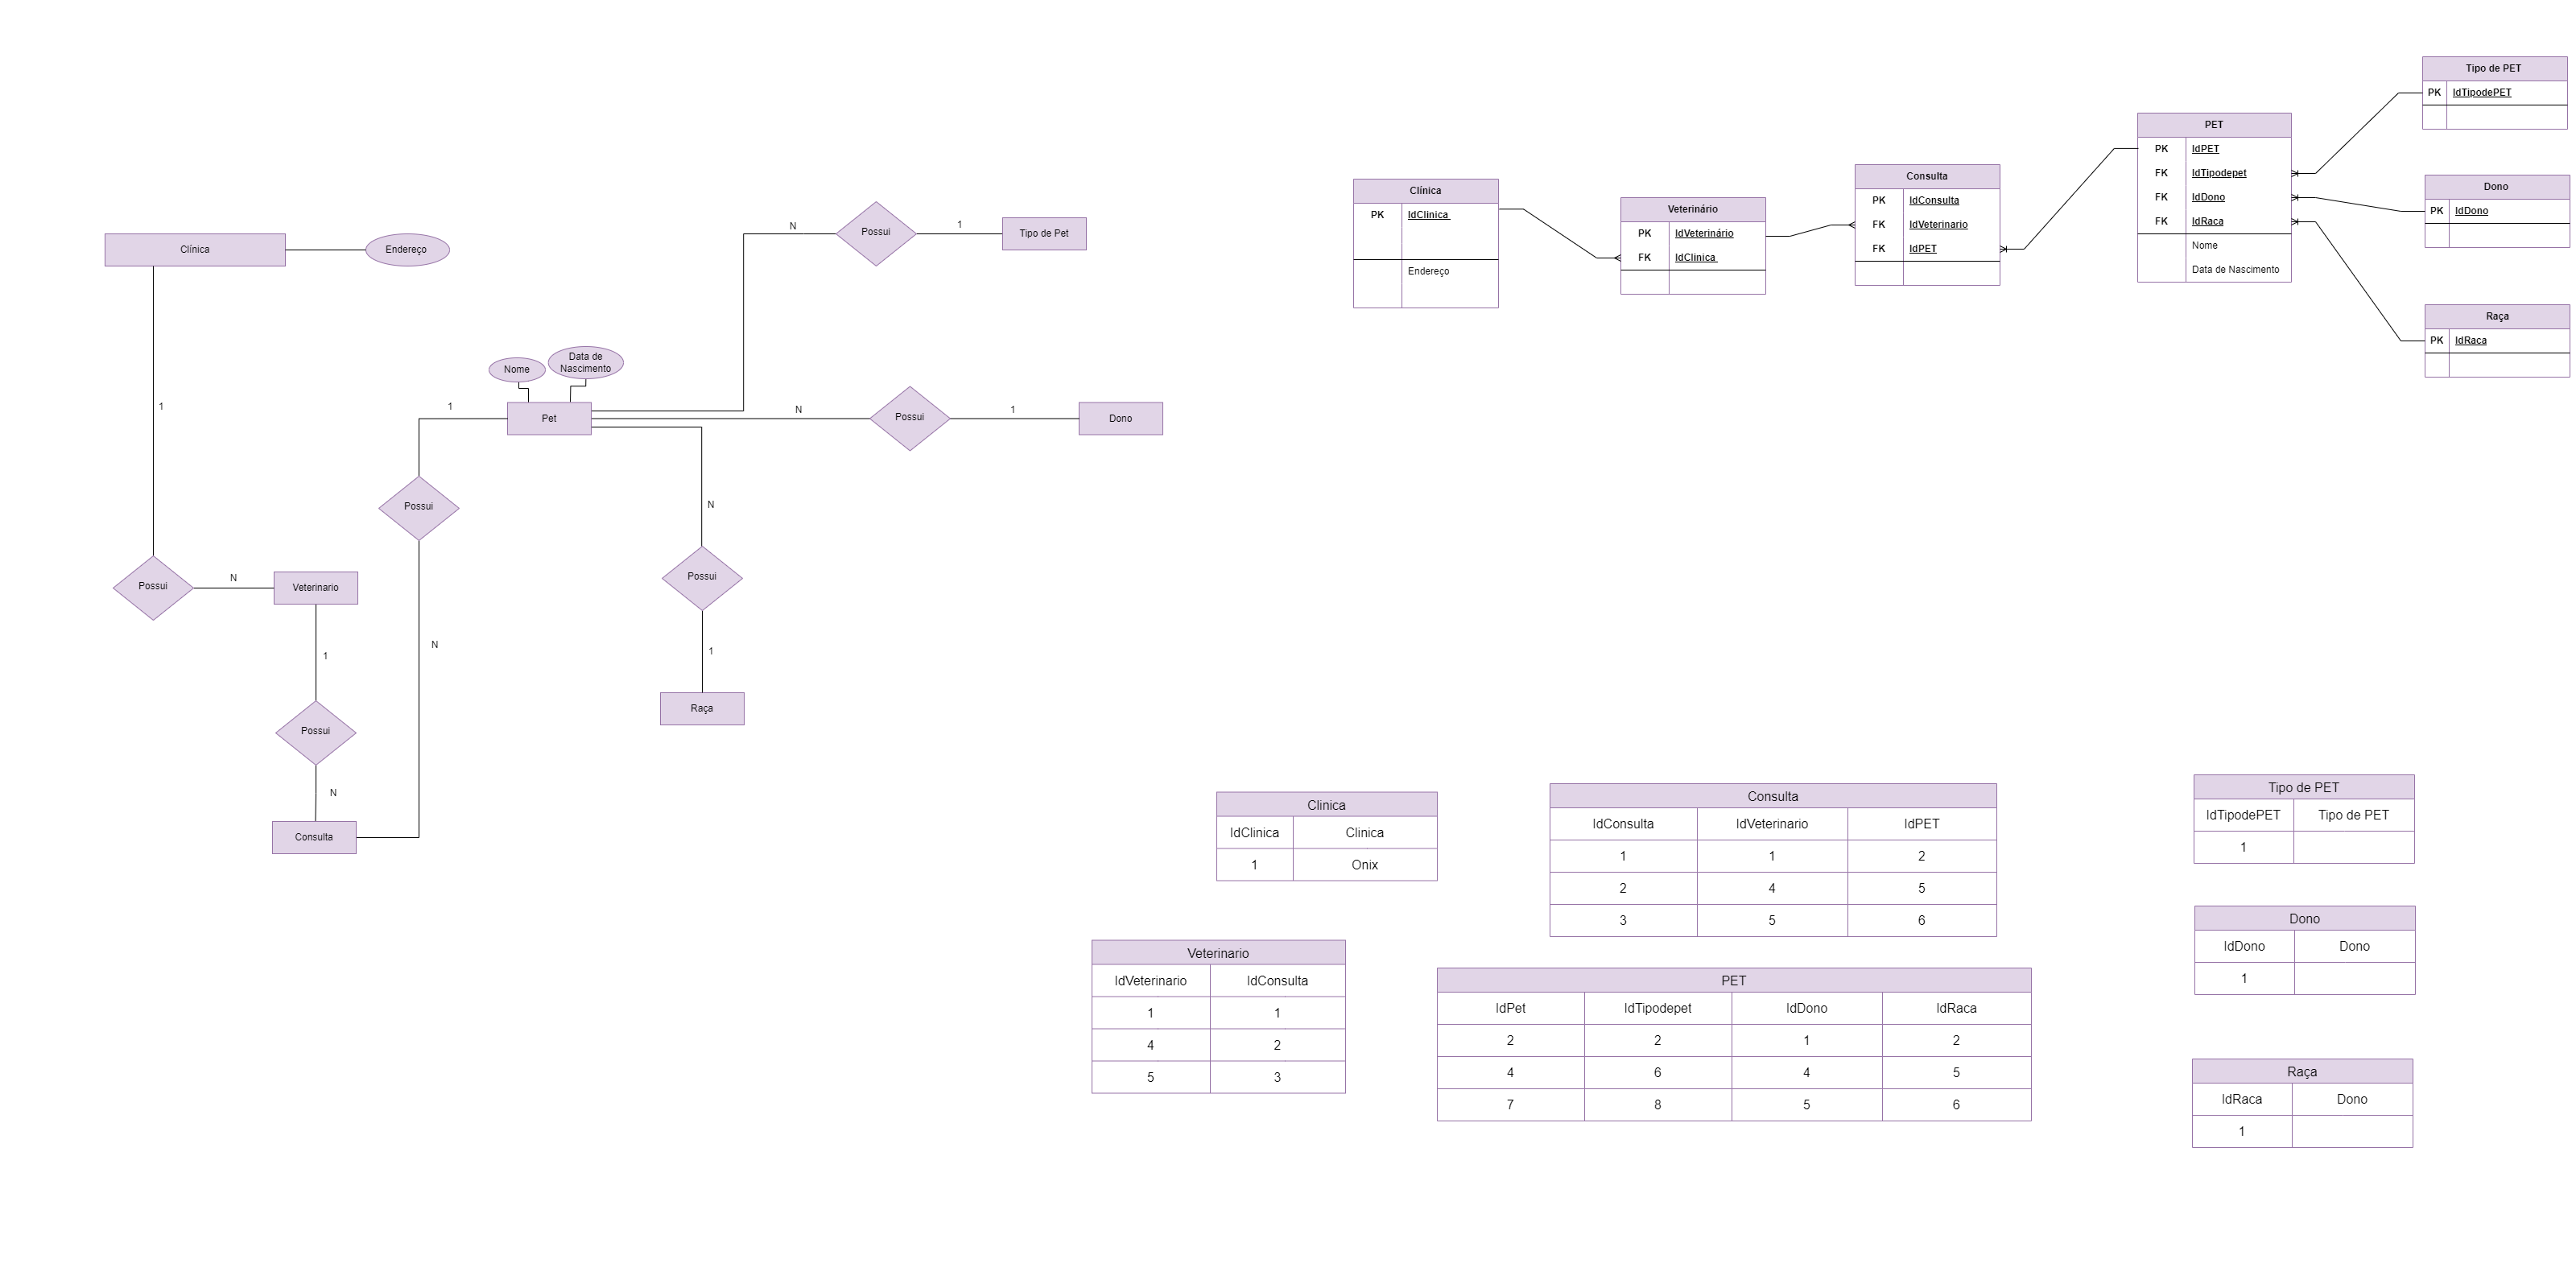 Clínica
Endereço
1
Possui
N
Veterinario
1
Possui
N
Consulta
N
Possui
1
Nome
Data de
Nascimento
Pet
N
Possui
1
Tipo de Pet
N
Possui
1
Dono
N
Possui
1
Raça
Clínica
PK IdClinica
Endereço
Veterinário
PK IdVeterinário
FK IdClinica
Consulta
PK IdConsulta
FK IdVeterinario
FK IdPET
PET
PK IdPET
FK IdTipodepet
FK IdDono
FK IdRaca
Nome
Data de Nascimento
Tipo de PET
PK IdTipodePET
Dono
PK IdDono
Raça
PK IdRaca
Clinica
IdClinica Clinica
1 Onix
Veterinario
IdVeterinario IdConsulta
1 1
4 2
5 3
Consulta
IdConsulta IdVeterinario IdPET
1 1 2
2 4 5
3 5 6
PET
IdPet IdTipodepet IdDono IdRaca
2 2 1 2
4 6 4 5
7 8 5 6
Tipo de PET
IdTipodePET Tipo de PET
1
Dono
IdDono Dono
1
Raça
IdRaca Dono
1